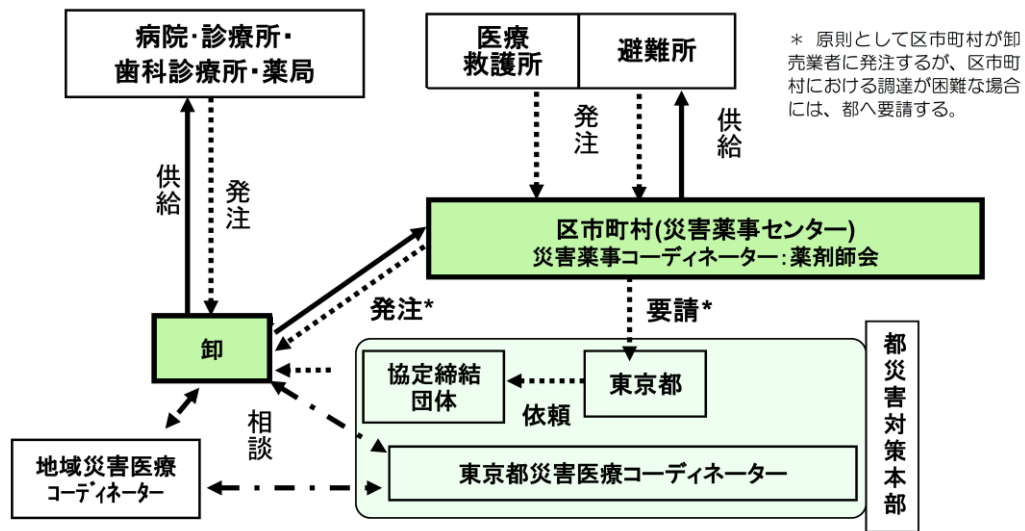 病院・診療所・
歯科診療所・薬局
医療
救護所
避難所
＊ 原則として区市町村が卸
売業者に発注するが、区市町
村における調達が困難な場合
には、都へ要請する。
供給
発注
発注
供給
区市町村(災害薬事センター)
災害薬事コーディネーター：薬剤師会
発注*
要請*
卸
協定締結
団体
依頼
東京都
都災害対策本部
相談
地域災害医療
コーディネーター
東京都災害医療コーディネーター